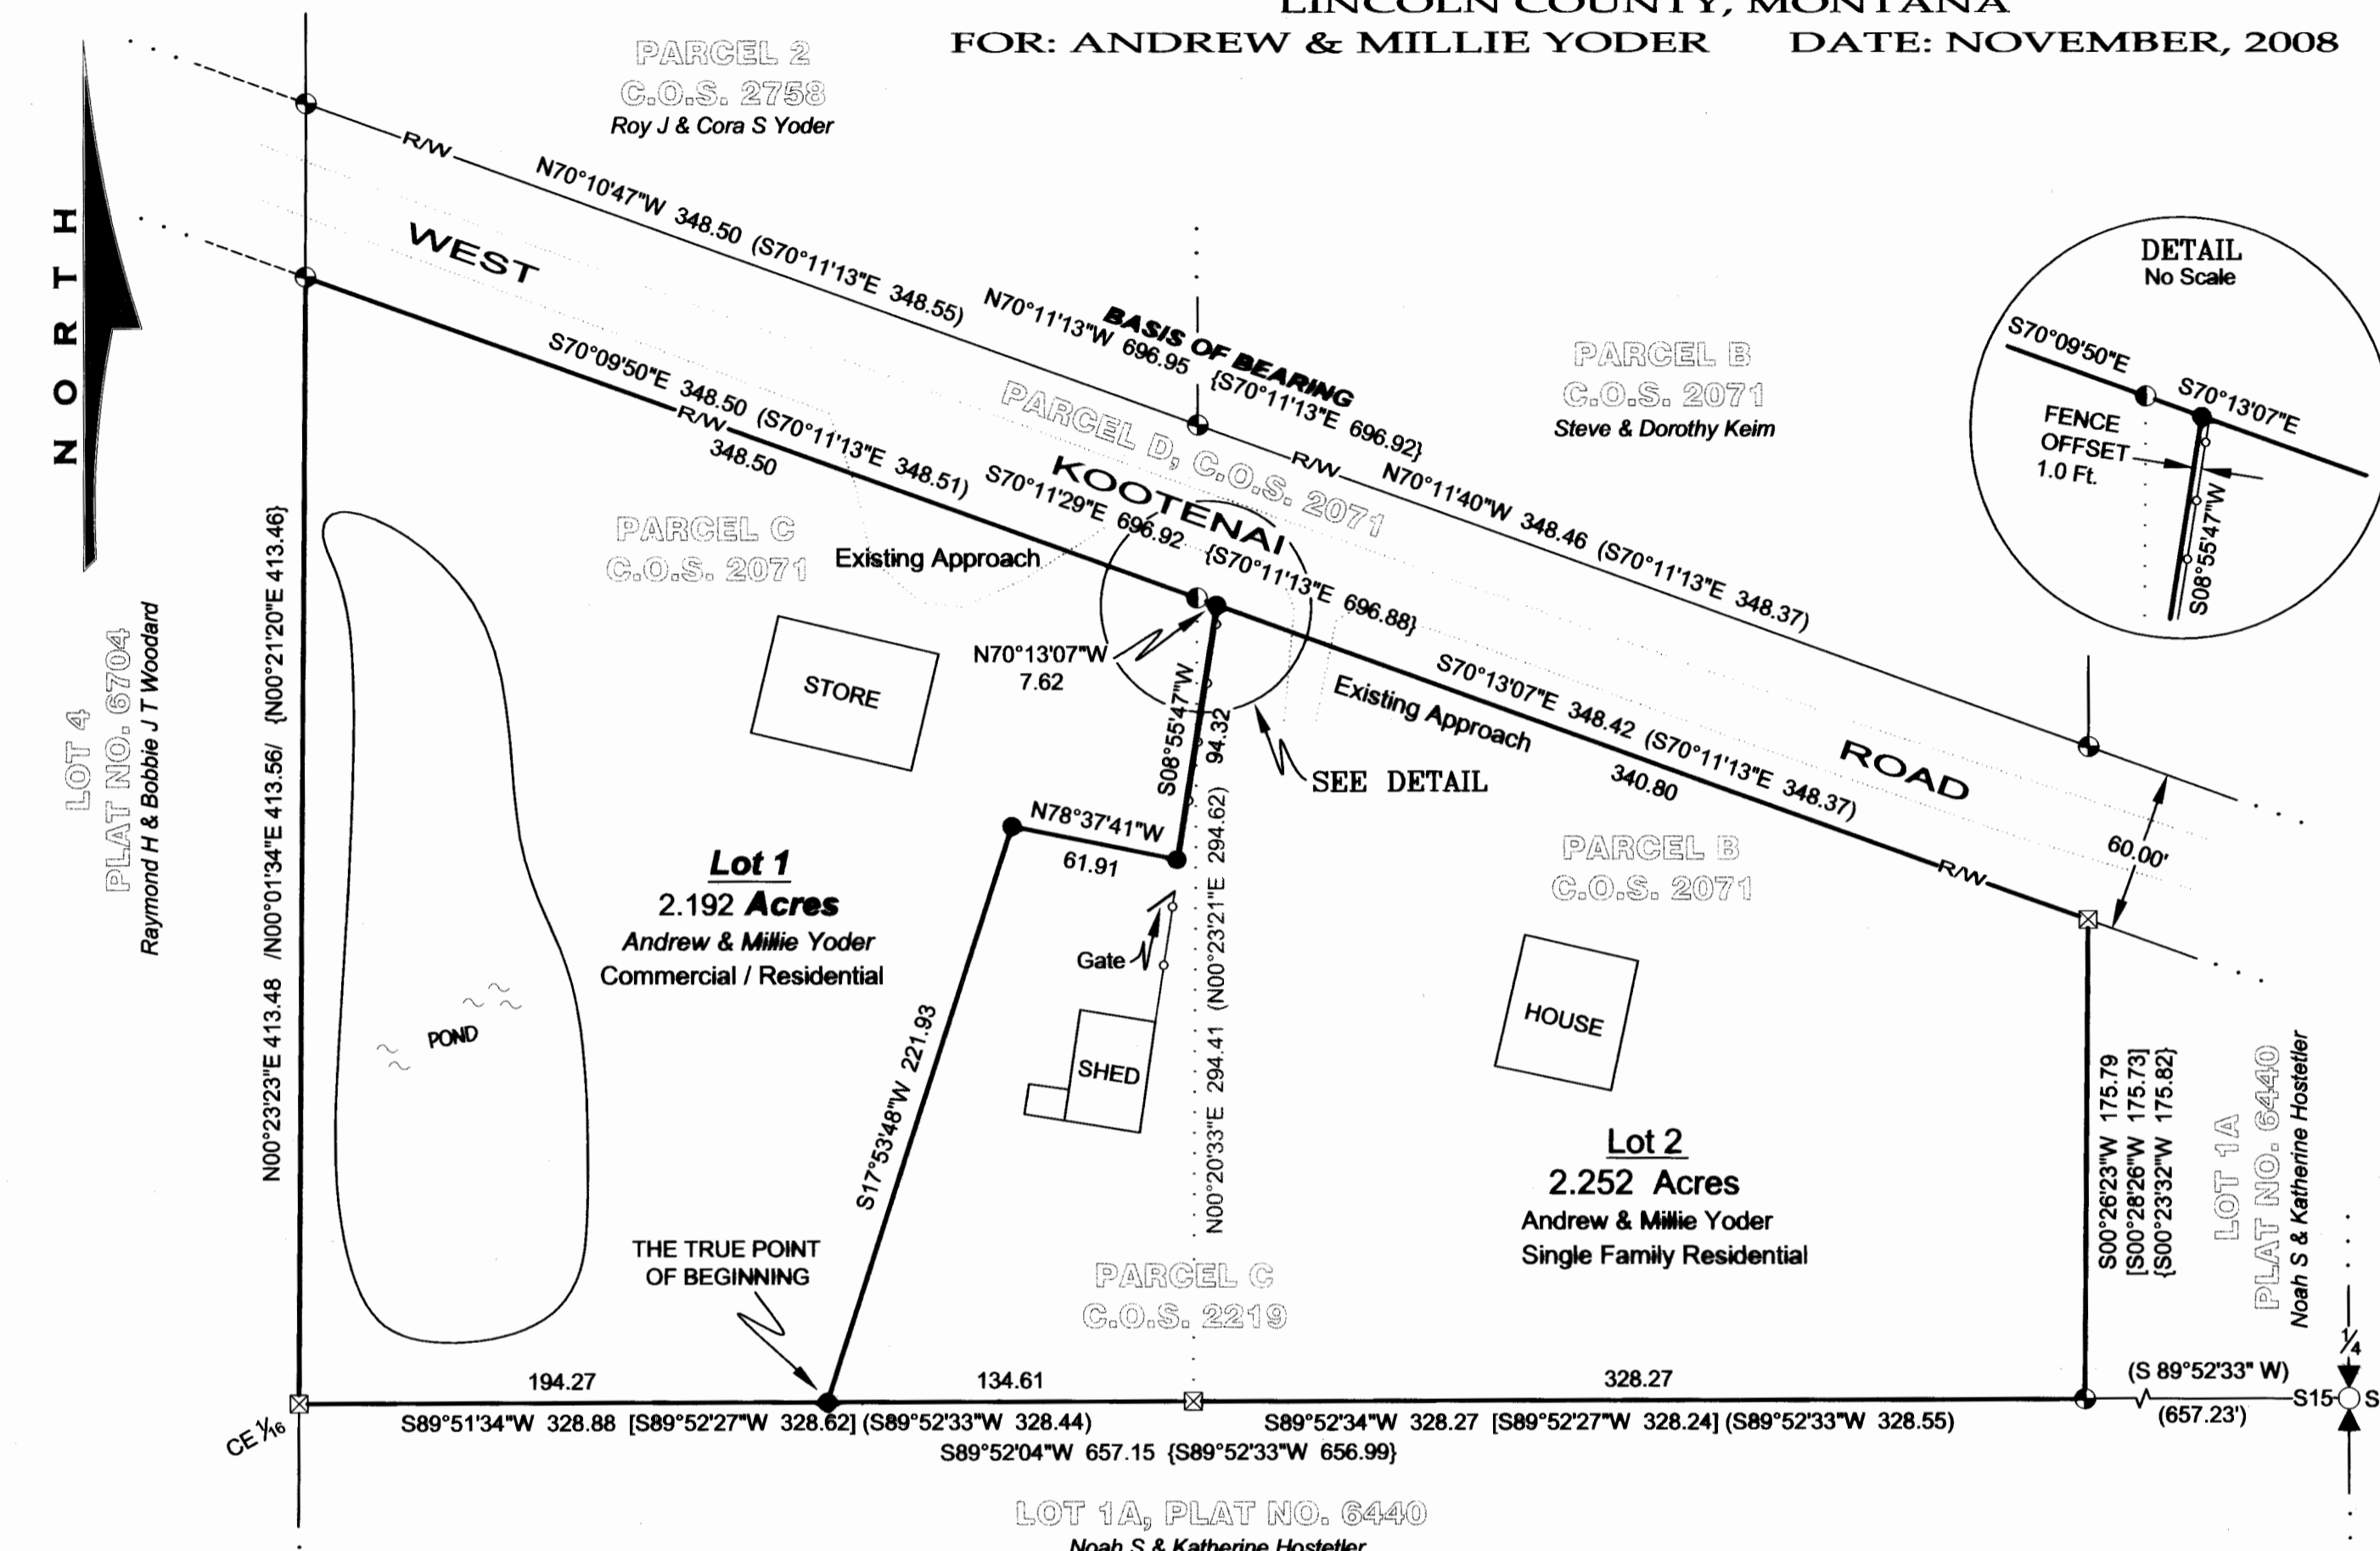 LINCOLN COUNTY, MONTANA
FOR: ANDREW & MILLIE YODER DATE: NOVEMBER, 2008
NORTH
PARCEL 2
C.O.S. 2758
Roy J & Cora S Yoder
R/W
N70°10'47"W 348.50 (S70°11'13"E 348.55)
WEST
BASIS OF BEARING
N70°11'13"W 696.95 {S70°11'13"E 696.92}
PARCEL D, C.O.S. 2071
R/W
N70°11'40"W 348.46 (S70°11'13"E 348.37)
PARCEL B
C.O.S. 2071
Steve & Dorothy Keim
DETAIL
No Scale
S70°09'50"E
S70°13'07"E
FENCE
OFFSET
1.0 Ft.
S08°55'47"W
S70°09'50"E 348.50 (S70°11'13"E 348.51)
R/W
348.50
KOOTENAI
S70°11'29"E 696.92 {S70°11'13"E 696.88}
PARCEL C
C.O.S. 2071
Existing Approach
N70°13'07"W
7.62
STORE
S08°55'47"W
94.32
SEE DETAIL
S70°13'07"E 348.42 (S70°11'13"E 348.37)
Existing Approach
340.80
ROAD
R/W
60.00'
LOT 4
PLAT NO. 6704
Raymond H & Bobbie J T Woodard
N00°23'23"E 413.48 /N00°01'34"E 413.56/ {N00°21'20"E 413.46}
N78°37'41"W
61.91
Lot 1
2.192 Acres
Andrew & Millie Yoder
Commercial / Residential
Gate
POND
SHED
S17°53'48"W 221.93
N00°20'33"E 294.41 (N00°23'21"E 294.62)
PARCEL B
C.O.S. 2071
HOUSE
Lot 2
2.252 Acres
Andrew & Millie Yoder
Single Family Residential
S00°26'23"W 175.79
[S00°28'26"W 175.73]
{S00°23'32"W 175.82}
LOT 1A
PLAT NO. 6440
Noah S & Katherine Hostetler
THE TRUE POINT
OF BEGINNING
PARCEL C
C.O.S. 2219
194.27
134.61
328.27
(S 89°52'33" W)
(657.23')
1/4
S15
S
CE 1/16
S89°51'34"W 328.88 [S89°52'27"W 328.62] (S89°52'33"W 328.44)
S89°52'34"W 328.27 [S89°52'27"W 328.24] (S89°52'33"W 328.55)
S89°52'04"W 657.15 {S89°52'33"W 656.99}
LOT 1A, PLAT NO. 6440
Noah S & Katherine Hostetler